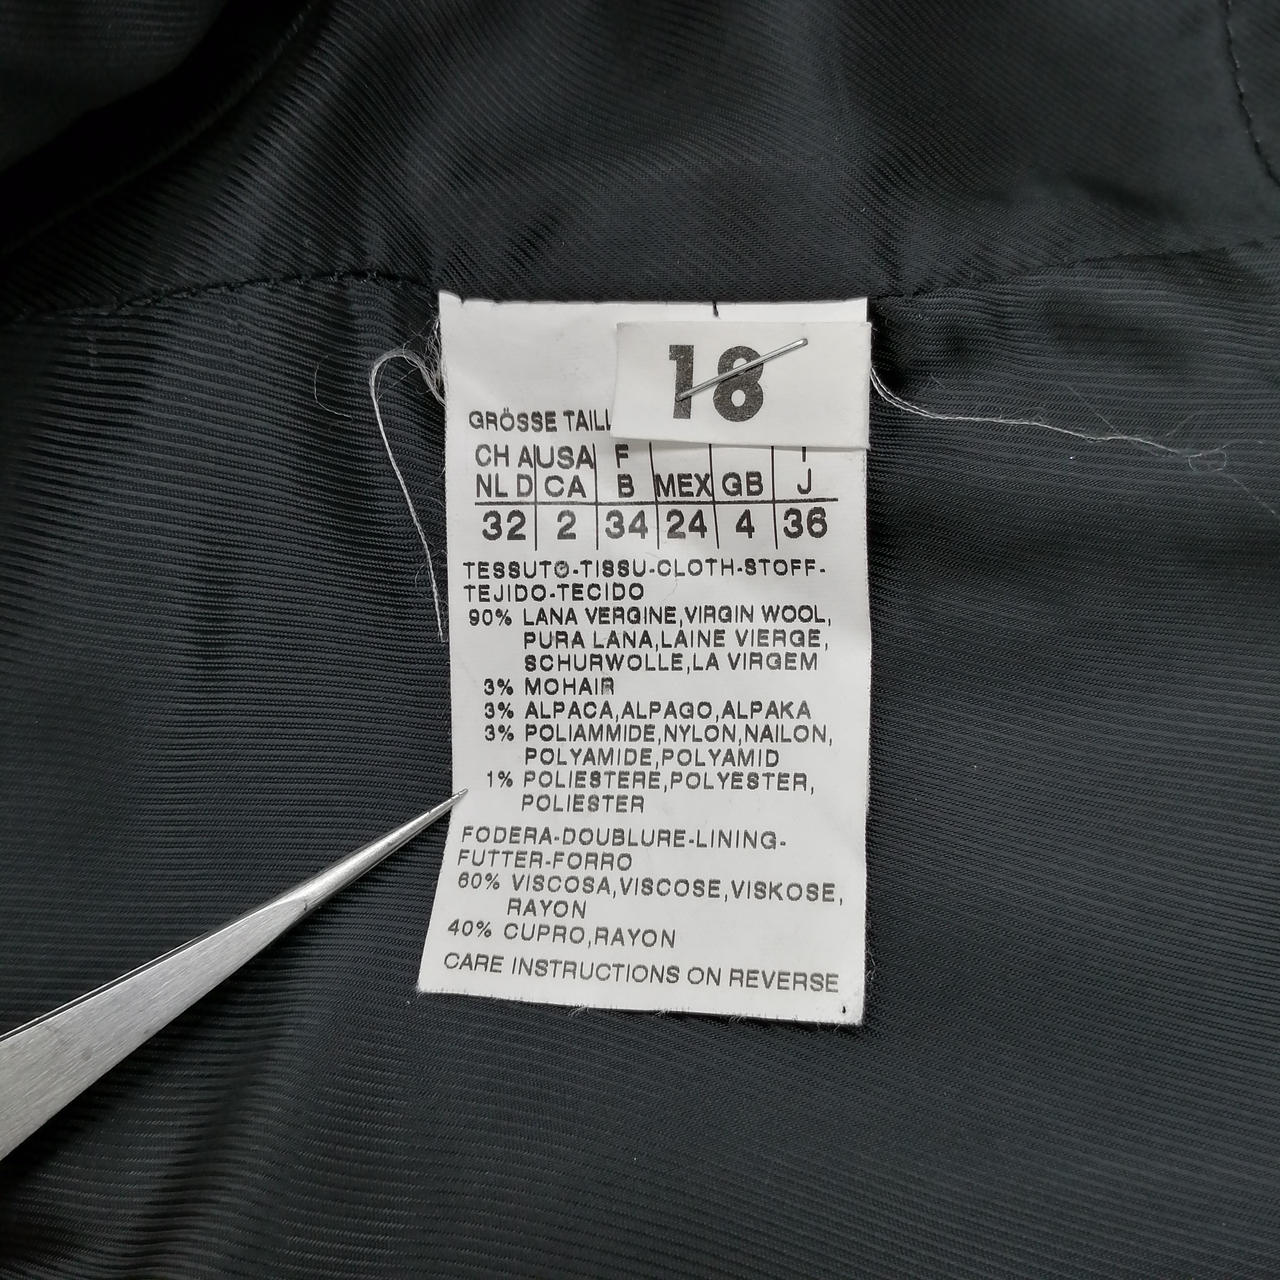 18
GRÖSSE TAILL
CH A USA F I
NL D CA B MEX GB J
32 2 34 24 4 36
TESSUTO-TISSU-CLOTH-STOFF-
TEJIDO-TECIDO
90% LANA VERGINE,VIRGIN WOOL,
PURA LANA,LAINE VIERGE,
SCHURWOLLE,LA VIRGEM
3% MOHAIR
3% ALPACA,ALPAGO,ALPAKA
3% POLIAMMIDE,NYLON,NAILON,
POLYAMIDE,POLYAMID
1% POLIESTERE,POLYESTER,
POLIESTER
FODERA-DOUBLURE-LINING-
FUTTER-FORRO
60% VISCOSA,VISCOSE,VISKOSE,
RAYON
40% CUPRO,RAYON
CARE INSTRUCTIONS ON REVERSE